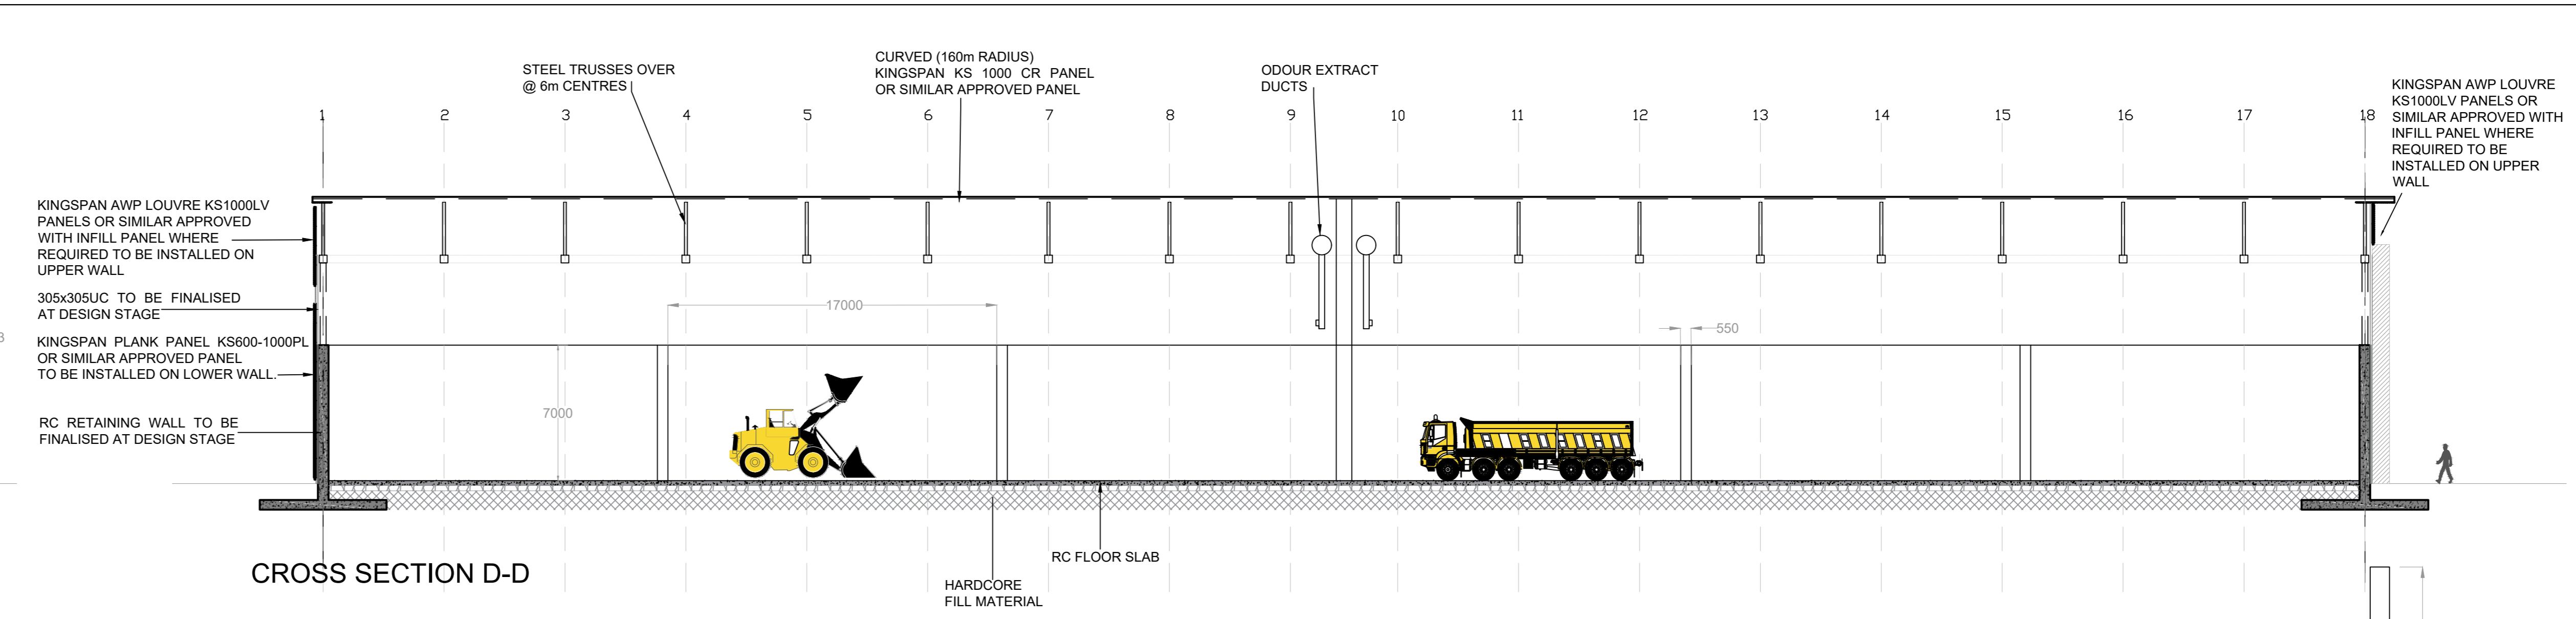 STEEL TRUSSES OVER
@ 6m CENTRES
CURVED (160m RADIUS)
KINGSPAN KS 1000 CR PANEL
OR SIMILAR APPROVED PANEL
ODOUR EXTRACT
DUCTS
KINGSPAN AWP LOUVRE
KS1000LV PANELS OR
SIMILAR APPROVED WITH
INFILL PANEL WHERE
REQUIRED TO BE
INSTALLED ON UPPER
WALL
1 2 3 4 5 6 7 8 9 10 11 12 13 14 15 16 17 18
KINGSPAN AWP LOUVRE KS1000LV
PANELS OR SIMILAR APPROVED
WITH INFILL PANEL WHERE
REQUIRED TO BE INSTALLED ON
UPPER WALL
305x305UC TO BE FINALISED
AT DESIGN STAGE
KINGSPAN PLANK PANEL KS600-1000PL
OR SIMILAR APPROVED PANEL
TO BE INSTALLED ON LOWER WALL.
RC RETAINING WALL TO BE
FINALISED AT DESIGN STAGE
17000
550
7000
RC FLOOR SLAB
HARDCORE
FILL MATERIAL
CROSS SECTION D-D